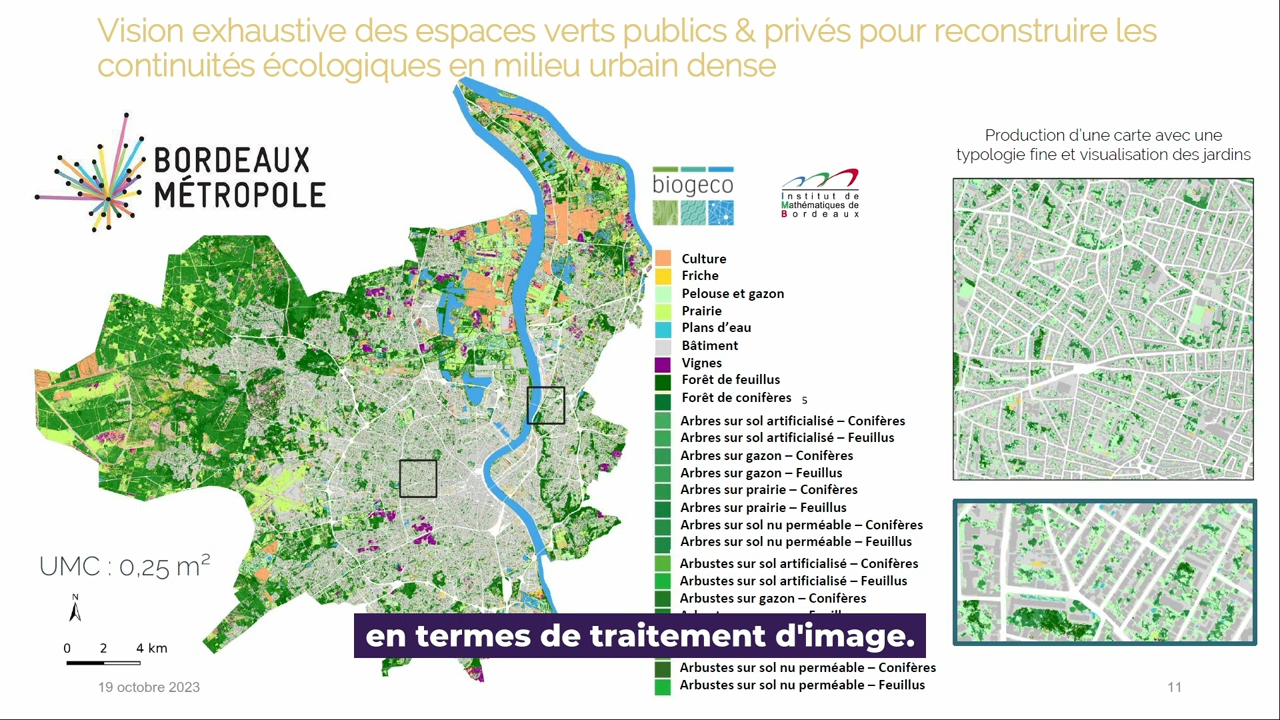 Vision exhaustive des espaces verts publics & privés pour reconstruire les
continuités écologiques en milieu urbain dense
BORDEAUX
MÉTROPOLE
biogeco
Institut de
Mathématiques de
Bordeaux
Production d'une carte avec une
typologie fine et visualisation des jardins
Culture
Friche
Pelouse et gazon
Prairie
Plans d'eau
Bâtiment
Vignes
Forêt de feuillus
Forêt de conifères 5
Arbres sur sol artificialisé – Conifères
Arbres sur sol artificialisé – Feuillus
Arbres sur gazon – Conifères
Arbres sur gazon – Feuillus
Arbres sur prairie – Conifères
Arbres sur prairie – Feuillus
Arbres sur sol nu perméable – Conifères
Arbres sur sol nu perméable – Feuillus
Arbustes sur sol artificialisé – Conifères
Arbustes sur sol artificialisé – Feuillus
Arbustes sur gazon – Conifères
en termes de traitement d'image.
Arbustes sur sol nu perméable – Conifères
Arbustes sur sol nu perméable – Feuillus
UMC : 0,25 m²
N
0 2 4 km
19 octobre 2023
11